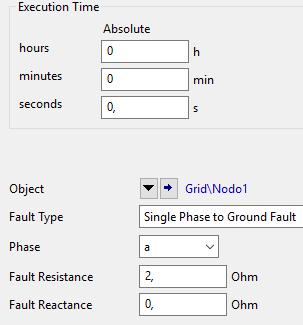 Execution Time
Absolute
hours 0 h
minutes 0 min
seconds 0, s
Object Grid\Nodo1
Fault Type Single Phase to Ground Fault
Phase a
Fault Resistance 2, Ohm
Fault Reactance 0, Ohm